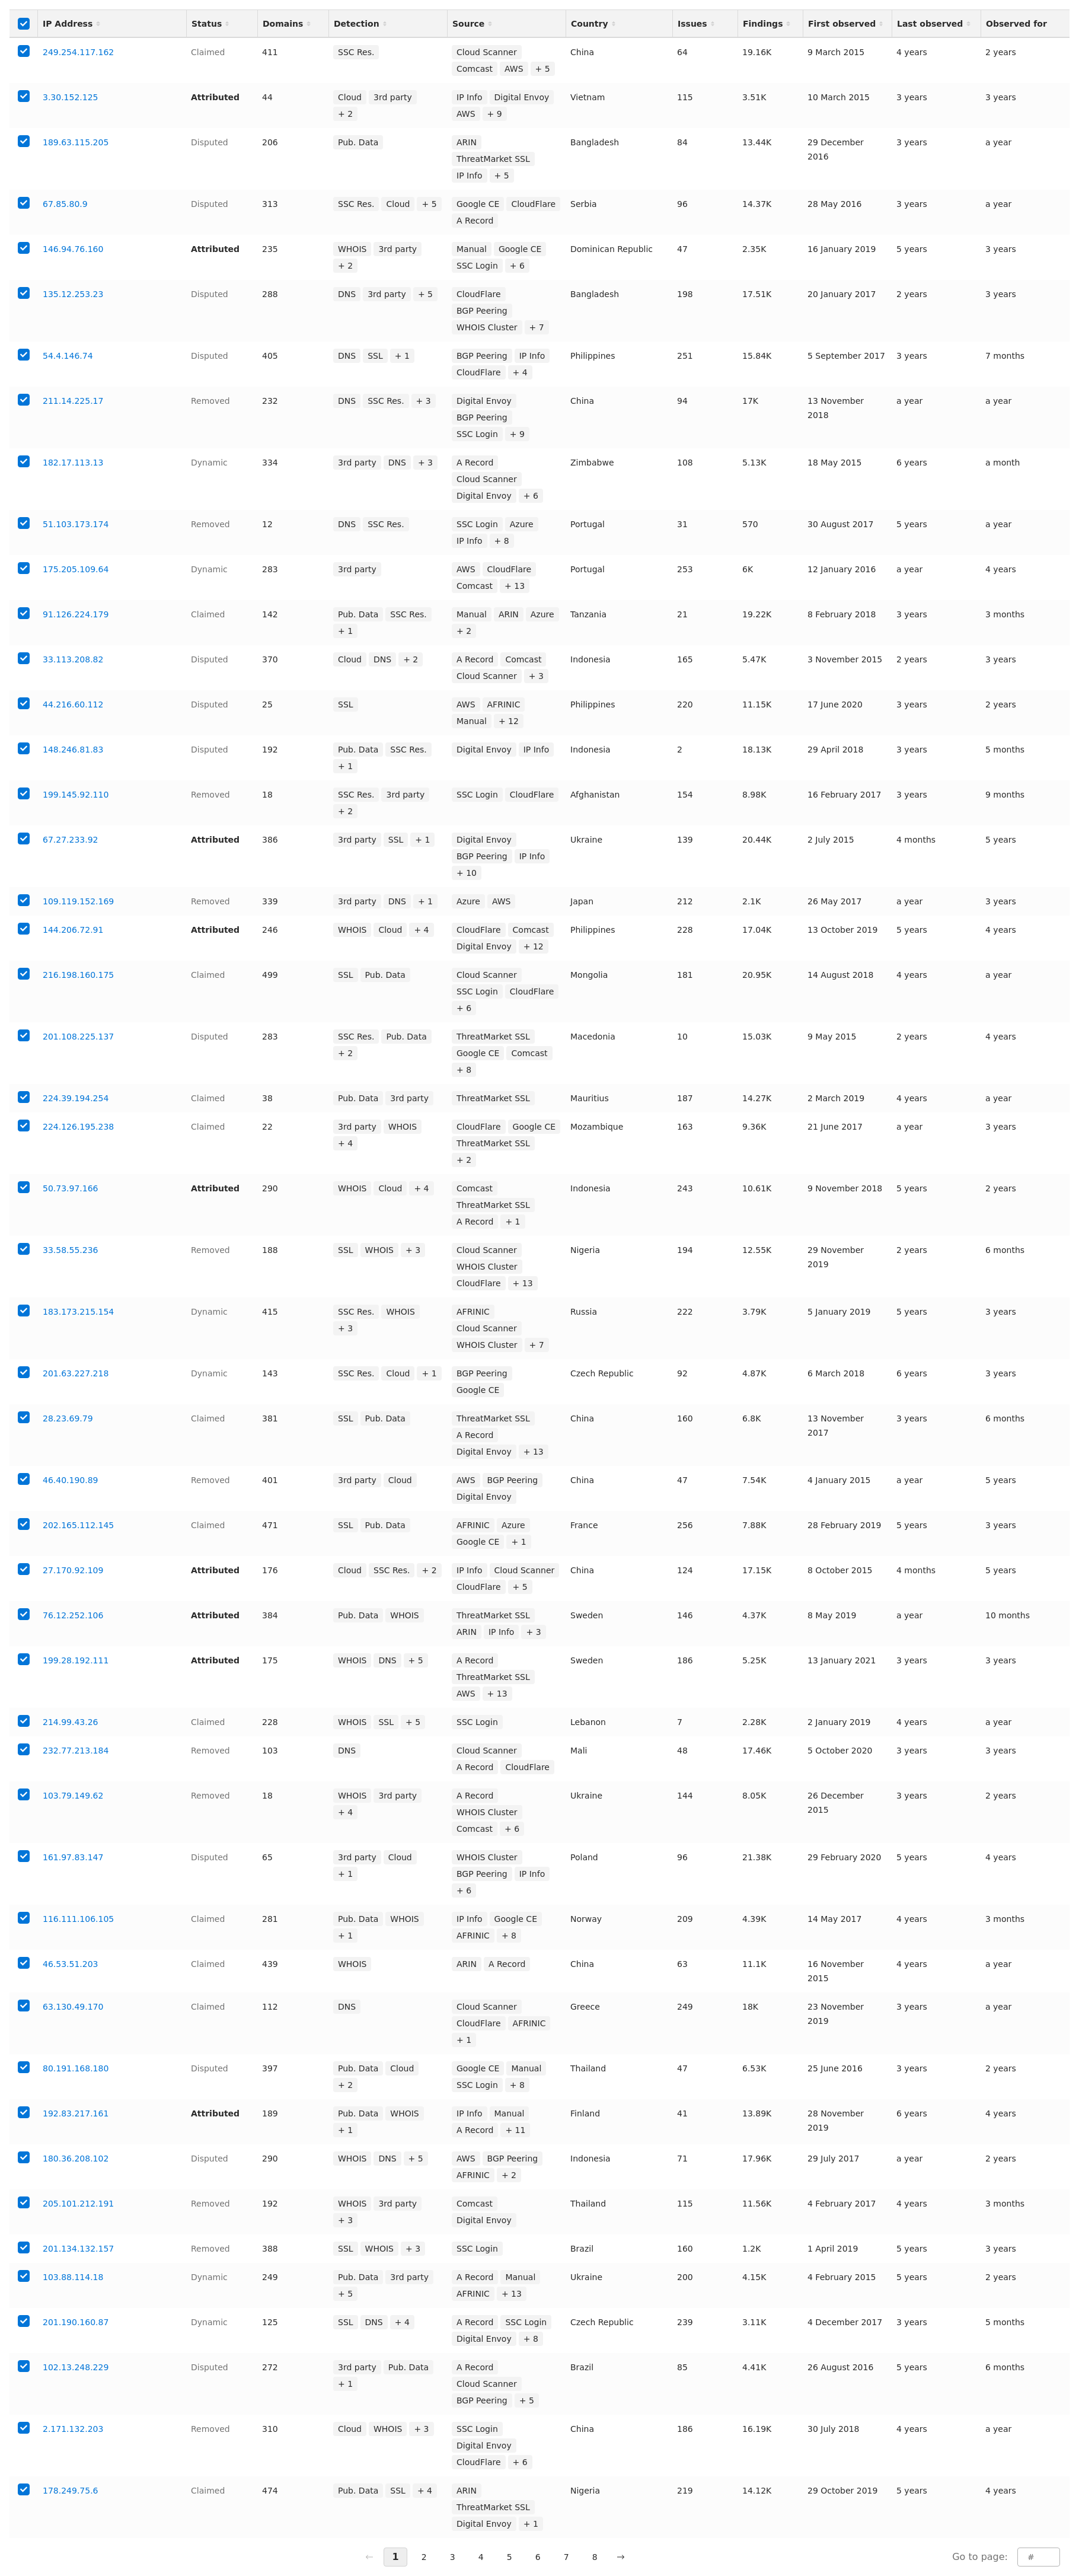 IP Address Status Domains Detection Source Country Issues Findings First observed Last observed Observed for
249.254.117.162 Claimed 411 SSC Res. Cloud Scanner China 64 19.16K 9 March 2015 4 years 2 years
Comcast AWS + 5
3.30.152.125 Attributed 44 Cloud 3rd party IP Info Digital Envoy Vietnam 115 3.51K 10 March 2015 3 years 3 years
+ 2 AWS + 9
189.63.115.205 Disputed 206 Pub. Data ARIN Bangladesh 84 13.44K 29 December 3 years a year
ThreatMarket SSL 2016
IP Info + 5
67.85.80.9 Disputed 313 SSC Res. Cloud + 5 Google CE CloudFlare Serbia 96 14.37K 28 May 2016 3 years a year
A Record
146.94.76.160 Attributed 235 WHOIS 3rd party Manual Google CE Dominican Republic 47 2.35K 16 January 2019 5 years 3 years
+ 2 SSC Login + 6
135.12.253.23 Disputed 288 DNS 3rd party + 5 CloudFlare Bangladesh 198 17.51K 20 January 2017 2 years 3 years
BGP Peering
WHOIS Cluster + 7
54.4.146.74 Disputed 405 DNS SSL + 1 BGP Peering IP Info Philippines 251 15.84K 5 September 2017 3 years 7 months
CloudFlare + 4
211.14.225.17 Removed 232 DNS SSC Res. + 3 Digital Envoy China 94 17K 13 November a year a year
BGP Peering 2018
SSC Login + 9
182.17.113.13 Dynamic 334 3rd party DNS + 3 A Record Zimbabwe 108 5.13K 18 May 2015 6 years a month
Cloud Scanner
Digital Envoy + 6
51.103.173.174 Removed 12 DNS SSC Res. SSC Login Azure Portugal 31 570 30 August 2017 5 years a year
IP Info + 8
175.205.109.64 Dynamic 283 3rd party AWS CloudFlare Portugal 253 6K 12 January 2016 a year 4 years
Comcast + 13
91.126.224.179 Claimed 142 Pub. Data SSC Res. Manual ARIN Azure Tanzania 21 19.22K 8 February 2018 3 years 3 months
+ 1 + 2
33.113.208.82 Disputed 370 Cloud DNS + 2 A Record Comcast Indonesia 165 5.47K 3 November 2015 2 years 3 years
Cloud Scanner + 3
44.216.60.112 Disputed 25 SSL AWS AFRINIC Philippines 220 11.15K 17 June 2020 3 years 2 years
Manual + 12
148.246.81.83 Disputed 192 Pub. Data SSC Res. Digital Envoy IP Info Indonesia 2 18.13K 29 April 2018 3 years 5 months
+ 1
199.145.92.110 Removed 18 SSC Res. 3rd party SSC Login CloudFlare Afghanistan 154 8.98K 16 February 2017 3 years 9 months
+ 2
67.27.233.92 Attributed 386 3rd party SSL + 1 Digital Envoy Ukraine 139 20.44K 2 July 2015 4 months 5 years
BGP Peering IP Info
+ 10
109.119.152.169 Removed 339 3rd party DNS + 1 Azure AWS Japan 212 2.1K 26 May 2017 a year 3 years
144.206.72.91 Attributed 246 WHOIS Cloud + 4 CloudFlare Comcast Philippines 228 17.04K 13 October 2019 5 years 4 years
Digital Envoy + 12
216.198.160.175 Claimed 499 SSL Pub. Data Cloud Scanner Mongolia 181 20.95K 14 August 2018 4 years a year
SSC Login CloudFlare
+ 6
201.108.225.137 Disputed 283 SSC Res. Pub. Data ThreatMarket SSL Macedonia 10 15.03K 9 May 2015 2 years 4 years
+ 2 Google CE Comcast
+ 8
224.39.194.254 Claimed 38 Pub. Data 3rd party ThreatMarket SSL Mauritius 187 14.27K 2 March 2019 4 years a year
224.126.195.238 Claimed 22 3rd party WHOIS CloudFlare Google CE Mozambique 163 9.36K 21 June 2017 a year 3 years
+ 4 ThreatMarket SSL
+ 2
50.73.97.166 Attributed 290 WHOIS Cloud + 4 Comcast Indonesia 243 10.61K 9 November 2018 5 years 2 years
ThreatMarket SSL
A Record + 1
33.58.55.236 Removed 188 SSL WHOIS + 3 Cloud Scanner Nigeria 194 12.55K 29 November 2 years 6 months
WHOIS Cluster 2019
CloudFlare + 13
183.173.215.154 Dynamic 415 SSC Res. WHOIS AFRINIC Russia 222 3.79K 5 January 2019 5 years 3 years
+ 3 Cloud Scanner
WHOIS Cluster + 7
201.63.227.218 Dynamic 143 SSC Res. Cloud + 1 BGP Peering Czech Republic 92 4.87K 6 March 2018 6 years 3 years
Google CE
28.23.69.79 Claimed 381 SSL Pub. Data ThreatMarket SSL China 160 6.8K 13 November 3 years 6 months
A Record 2017
Digital Envoy + 13
46.40.190.89 Removed 401 3rd party Cloud AWS BGP Peering China 47 7.54K 4 January 2015 a year 5 years
Digital Envoy
202.165.112.145 Claimed 471 SSL Pub. Data AFRINIC Azure France 256 7.88K 28 February 2019 5 years 3 years
Google CE + 1
27.170.92.109 Attributed 176 Cloud SSC Res. + 2 IP Info Cloud Scanner China 124 17.15K 8 October 2015 4 months 5 years
CloudFlare + 5
76.12.252.106 Attributed 384 Pub. Data WHOIS ThreatMarket SSL Sweden 146 4.37K 8 May 2019 a year 10 months
ARIN IP Info + 3
199.28.192.111 Attributed 175 WHOIS DNS + 5 A Record Sweden 186 5.25K 13 January 2021 3 years 3 years
ThreatMarket SSL
AWS + 13
214.99.43.26 Claimed 228 WHOIS SSL + 5 SSC Login Lebanon 7 2.28K 2 January 2019 4 years a year
232.77.213.184 Removed 103 DNS Cloud Scanner Mali 48 17.46K 5 October 2020 3 years 3 years
A Record CloudFlare
103.79.149.62 Removed 18 WHOIS 3rd party A Record Ukraine 144 8.05K 26 December 3 years 2 years
+ 4 WHOIS Cluster 2015
Comcast + 6
161.97.83.147 Disputed 65 3rd party Cloud WHOIS Cluster Poland 96 21.38K 29 February 2020 5 years 4 years
+ 1 BGP Peering IP Info
+ 6
116.111.106.105 Claimed 281 Pub. Data WHOIS IP Info Google CE Norway 209 4.39K 14 May 2017 4 years 3 months
+ 1 AFRINIC + 8
46.53.51.203 Claimed 439 WHOIS ARIN A Record China 63 11.1K 16 November 4 years a year
2015
63.130.49.170 Claimed 112 DNS Cloud Scanner Greece 249 18K 23 November 3 years a year
CloudFlare AFRINIC 2019
+ 1
80.191.168.180 Disputed 397 Pub. Data Cloud Google CE Manual Thailand 47 6.53K 25 June 2016 3 years 2 years
+ 2 SSC Login + 8
192.83.217.161 Attributed 189 Pub. Data WHOIS IP Info Manual Finland 41 13.89K 28 November 6 years 4 years
+ 1 A Record + 11 2019
180.36.208.102 Disputed 290 WHOIS DNS + 5 AWS BGP Peering Indonesia 71 17.96K 29 July 2017 a year 2 years
AFRINIC + 2
205.101.212.191 Removed 192 WHOIS 3rd party Comcast Thailand 115 11.56K 4 February 2017 4 years 3 months
+ 3 Digital Envoy
201.134.132.157 Removed 388 SSL WHOIS + 3 SSC Login Brazil 160 1.2K 1 April 2019 5 years 3 years
103.88.114.18 Dynamic 249 Pub. Data 3rd party A Record Manual Ukraine 200 4.15K 4 February 2015 5 years 2 years
+ 5 AFRINIC + 13
201.190.160.87 Dynamic 125 SSL DNS + 4 A Record SSC Login Czech Republic 239 3.11K 4 December 2017 3 years 5 months
Digital Envoy + 8
102.13.248.229 Disputed 272 3rd party Pub. Data A Record Brazil 85 4.41K 26 August 2016 5 years 6 months
+ 1 Cloud Scanner
BGP Peering + 5
2.171.132.203 Removed 310 Cloud WHOIS + 3 SSC Login China 186 16.19K 30 July 2018 4 years a year
Digital Envoy
CloudFlare + 6
178.249.75.6 Claimed 474 Pub. Data SSL + 4 ARIN Nigeria 219 14.12K 29 October 2019 5 years 4 years
ThreatMarket SSL
Digital Envoy + 1
← 1 2 3 4 5 6 7 8 → Go to page: #